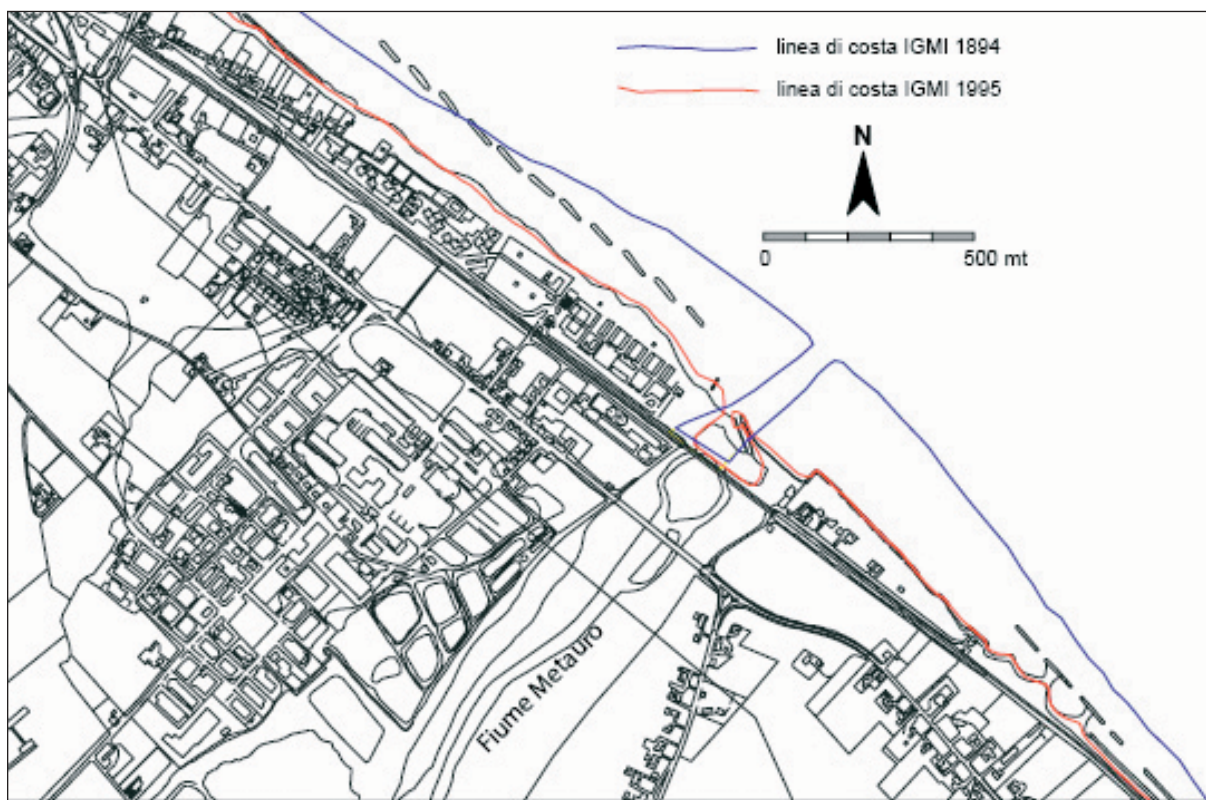 linea di costa IGMI 1894
linea di costa IGMI 1995
N
0 500 mt
Fiume Metauro